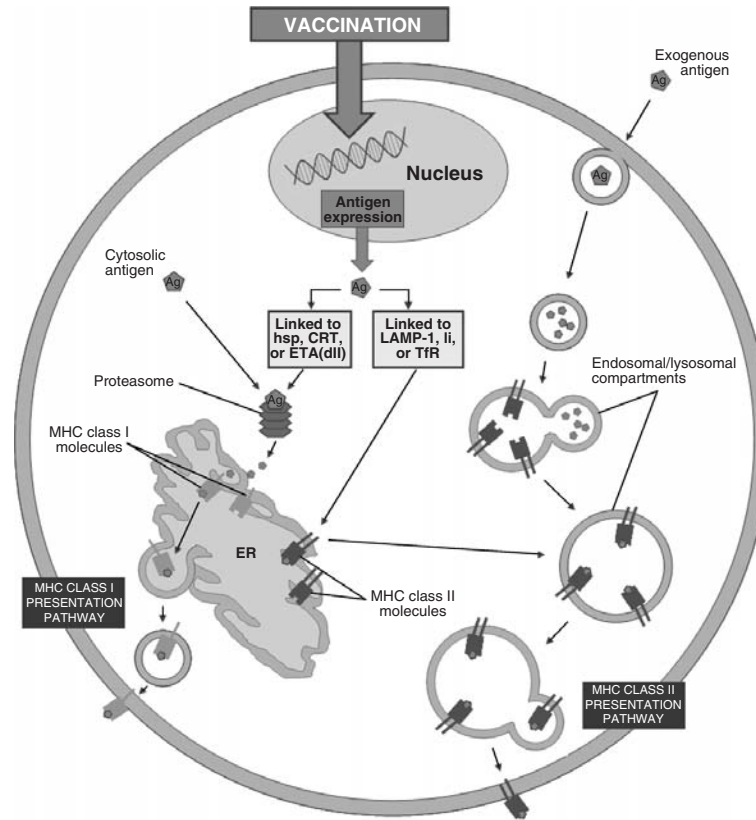 VACCINATION
Exogenous
antigen
Ag
Ag
Nucleus
Antigen
expression
Cytosolic
antigen
Ag
Ag
Linked to
hsp, CRT,
or ETA(dII)
Linked to
LAMP-1, Ii,
or TfR
Endosomal/lysosomal
compartments
Proteasome
Ag
MHC class I
molecules
ER
MHC CLASS I
PRESENTATION
PATHWAY
MHC class II
molecules
MHC CLASS II
PRESENTATION
PATHWAY